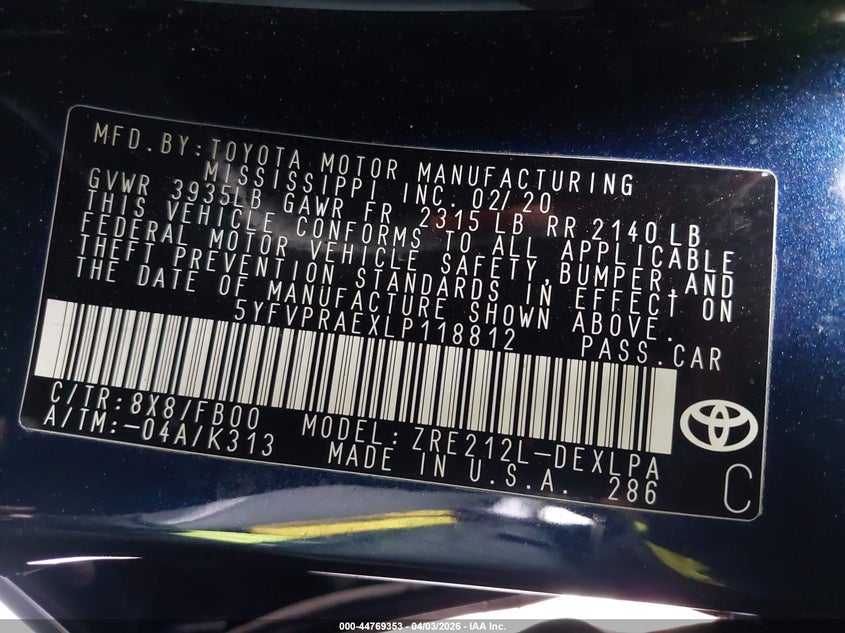 MFD.BY:TOYOTA MOTOR MANUFACTURING
MISSISSIPPI INC. 02/20
GVWR 3935LB GAWR FR 2315 LB RR 2140 LB
THIS VEHICLE CONFORMS TO ALL APPLICABLE
FEDERAL MOTOR VEHICLE SAFETY,BUMPER,AND
THEFT PREVENTION STANDARDS IN EFFECT ON
THE DATE OF MANUFACTURE SHOWN ABOVE.
5YFVPRAEXLP118812 PASS.CAR
C/TR:8X8/FB00 MODEL:ZRE212L-DEXLPA
A/TM:-04A/K313 MADE IN U.S.A. 286
C
000-44769353 - 04/03/2026 - IAA Inc.